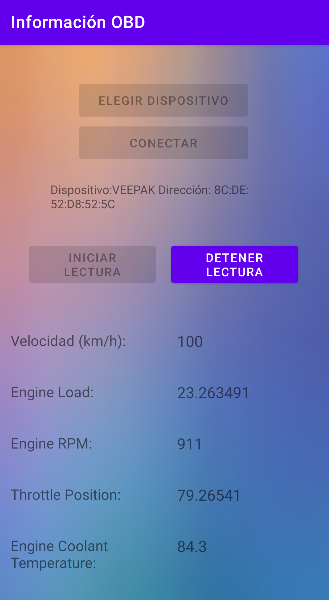 Información OBD
ELEGIR DISPOSITIVO
CONECTAR
Dispositivo:VEEPAK Dirección: 8C:DE:
52:D8:52:5C
INICIAR
LECTURA
DETENER
LECTURA
Velocidad (km/h):
100
Engine Load:
23.263491
Engine RPM:
911
Throttle Position:
79.26541
Engine Coolant
Temperature:
84.3